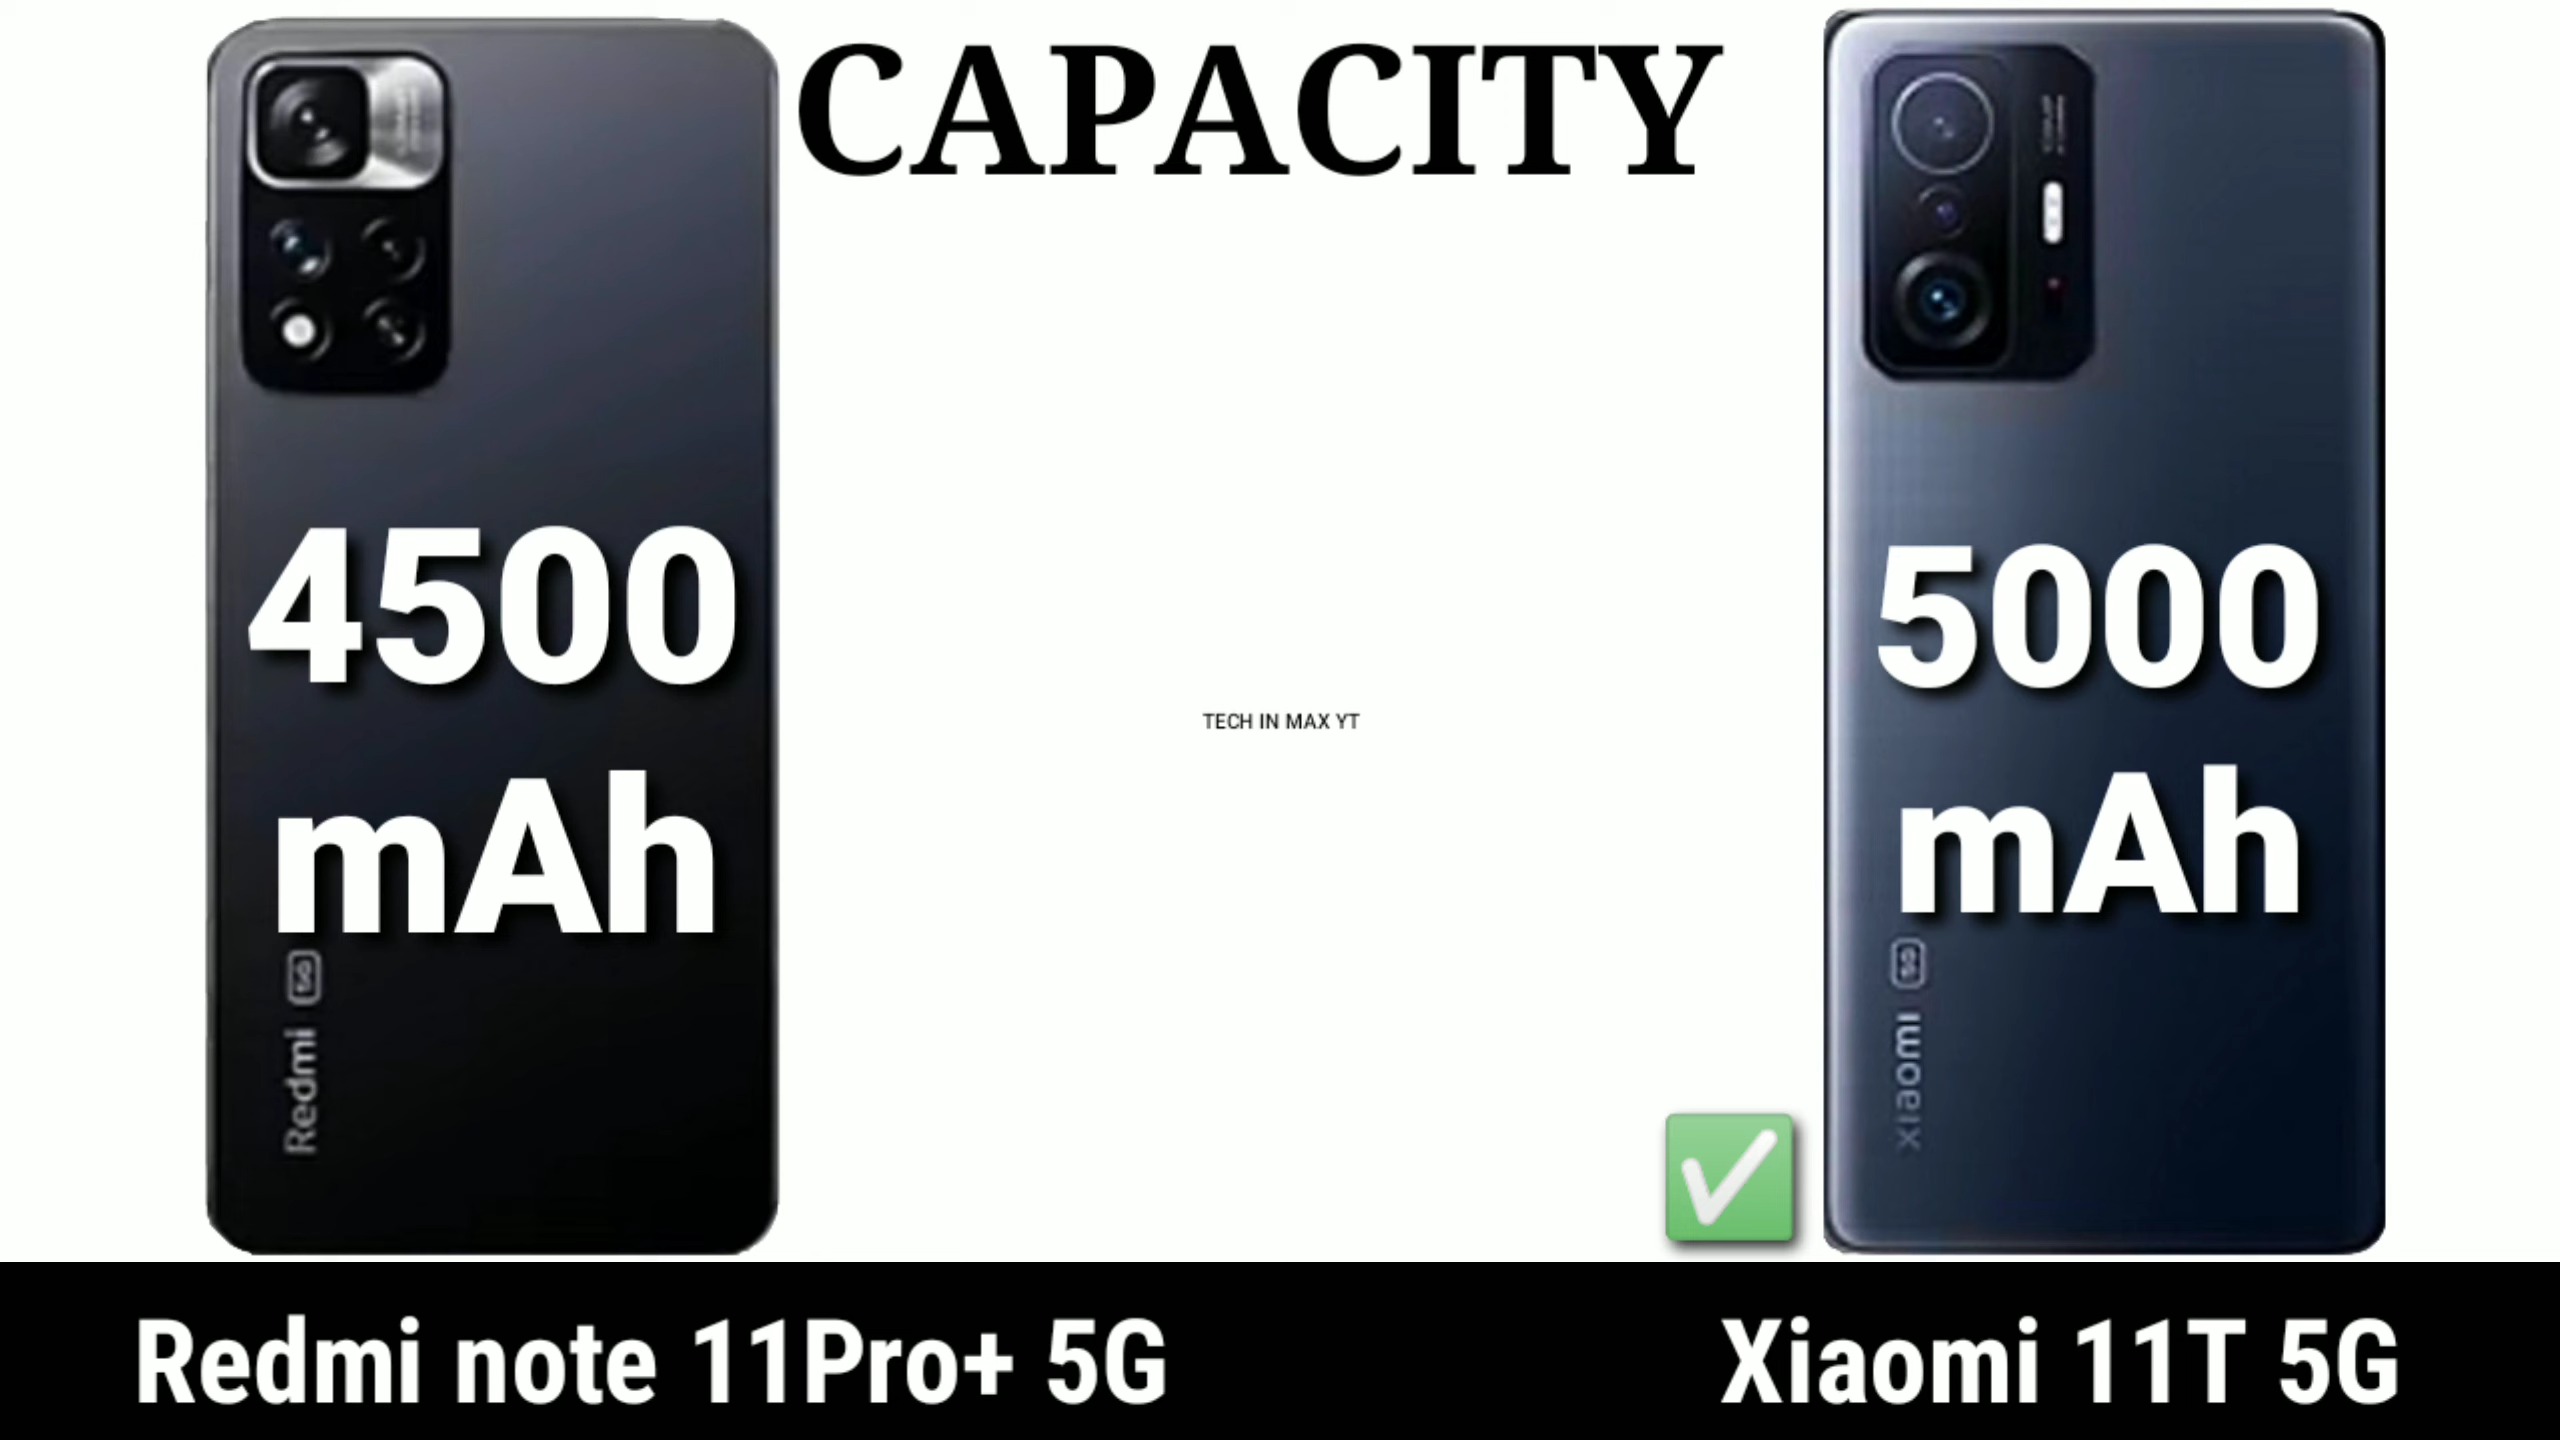 CAPACITY
4500
mAh
5000
mAh
TECH IN MAX YT
Redmi 5G
xiaomi 5G
Redmi note 11Pro+ 5G
Xiaomi 11T 5G